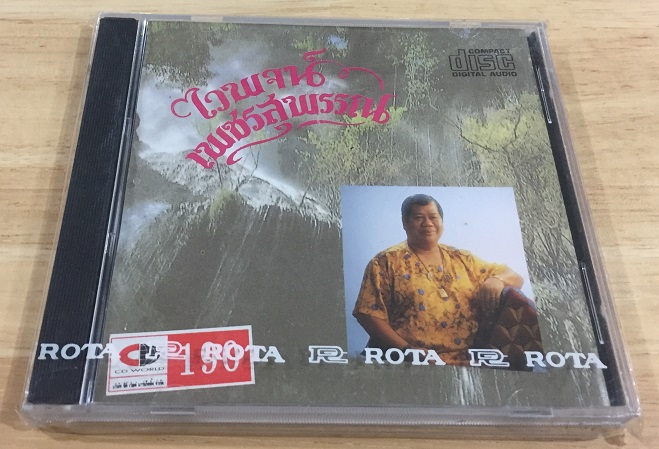 ไวพจน์
เพชรสุพรรณ
COMPACT
disc
DIGITAL AUDIO
ROTA ROTA R ROTA R ROTA
CD WORLD
190